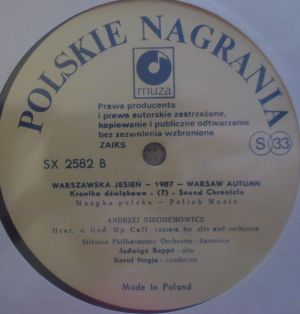 POLSKIE NAGRANIA
muza
Prawa producenta
i prawa autorskie zastrzeżone,
kopiowanie i publiczne odtwarzanie
bez zezwolenia wzbronione
ZAIKS
S 33
SX 2582 B
WARSZAWSKA JESIEŃ – 1987 – WARSAW AUTUMN
Kronika dźwiękowa – (7) – Sound Chronicle
Muzyka polska – Polish Music
ANDRZEJ NIKODEMOWICZ
Hear, o God My Call cantata for alto and orchestra
Silesian Philharmonic Orchestra – Katowice
Jadwiga Rappé – alto
Karol Stryja – conductor
Made in Poland